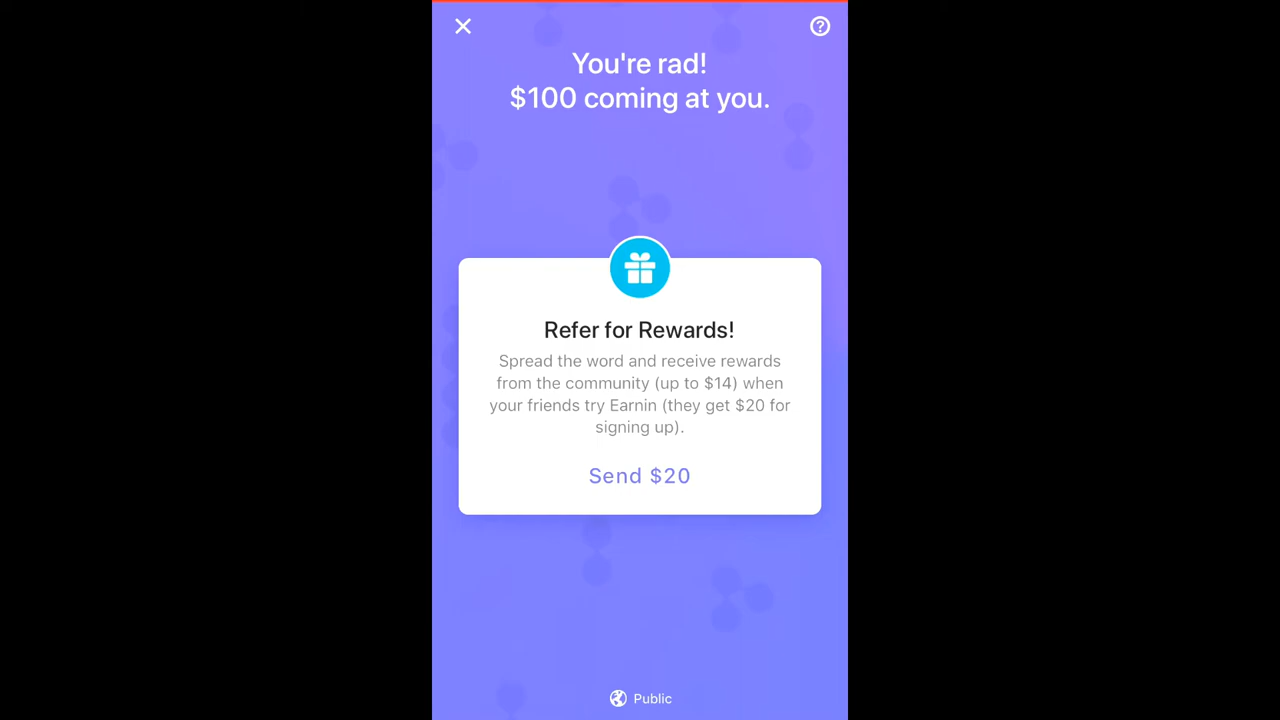 You're rad!
$100 coming at you.
Refer for Rewards!
Spread the word and receive rewards
from the community (up to $14) when
your friends try Earnin (they get $20 for
signing up).
Send $20
Public